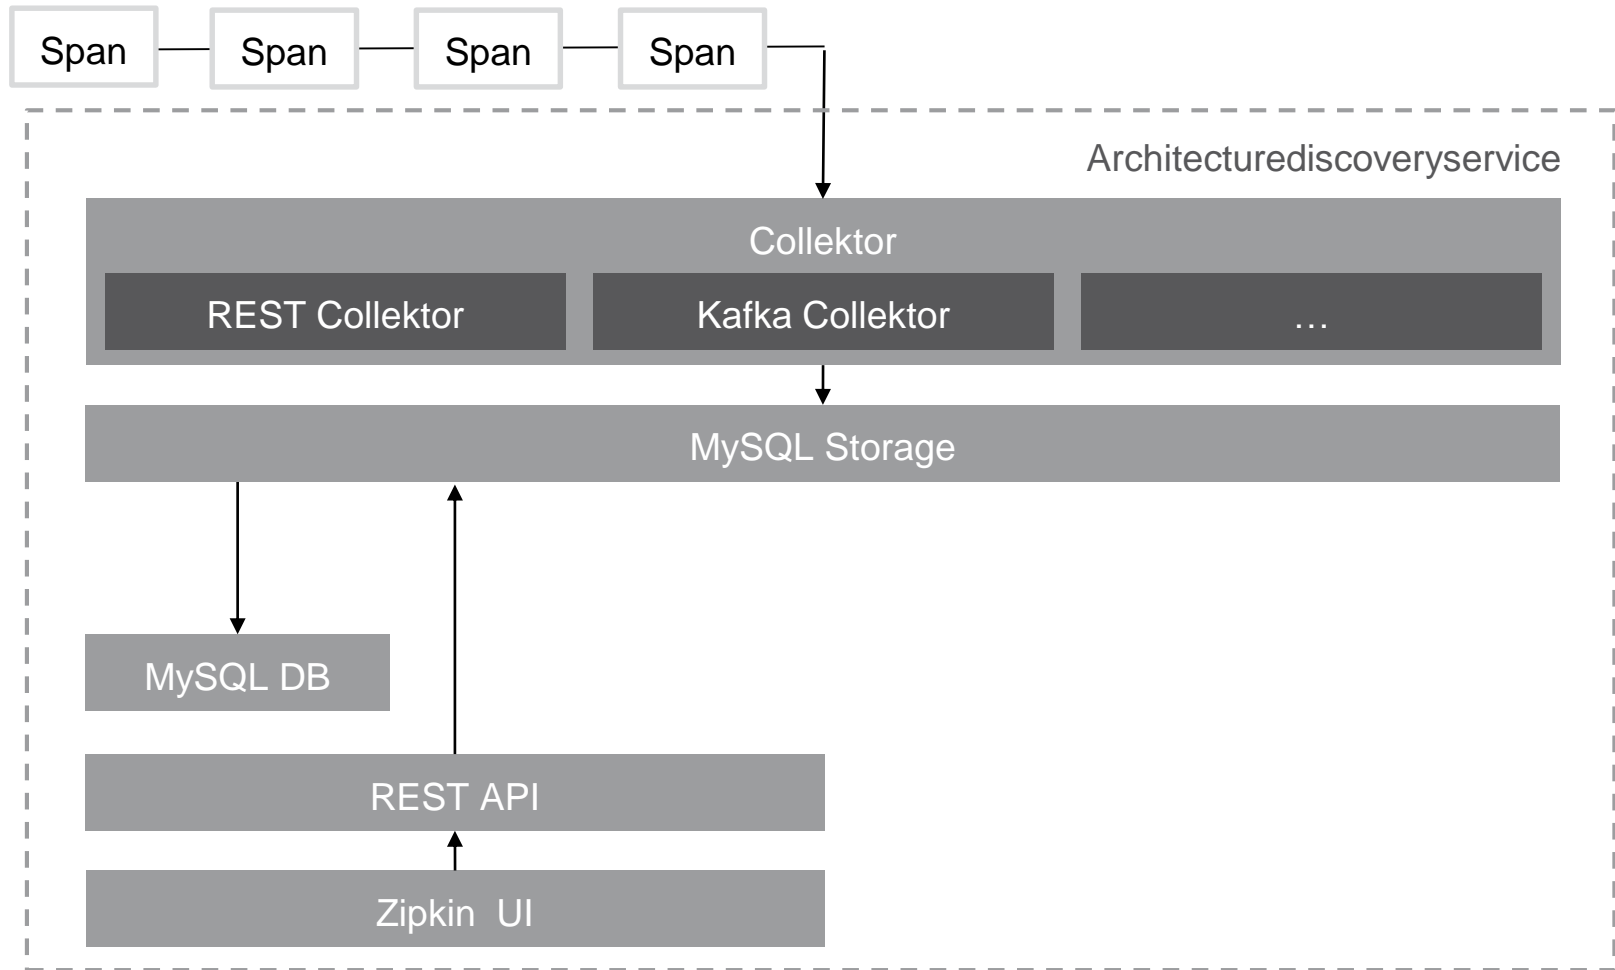 Span
Span
Span
Span
Architecturediscoveryservice
Collektor
REST Collektor
Kafka Collektor
…
MySQL Storage
MySQL DB
REST API
Zipkin UI